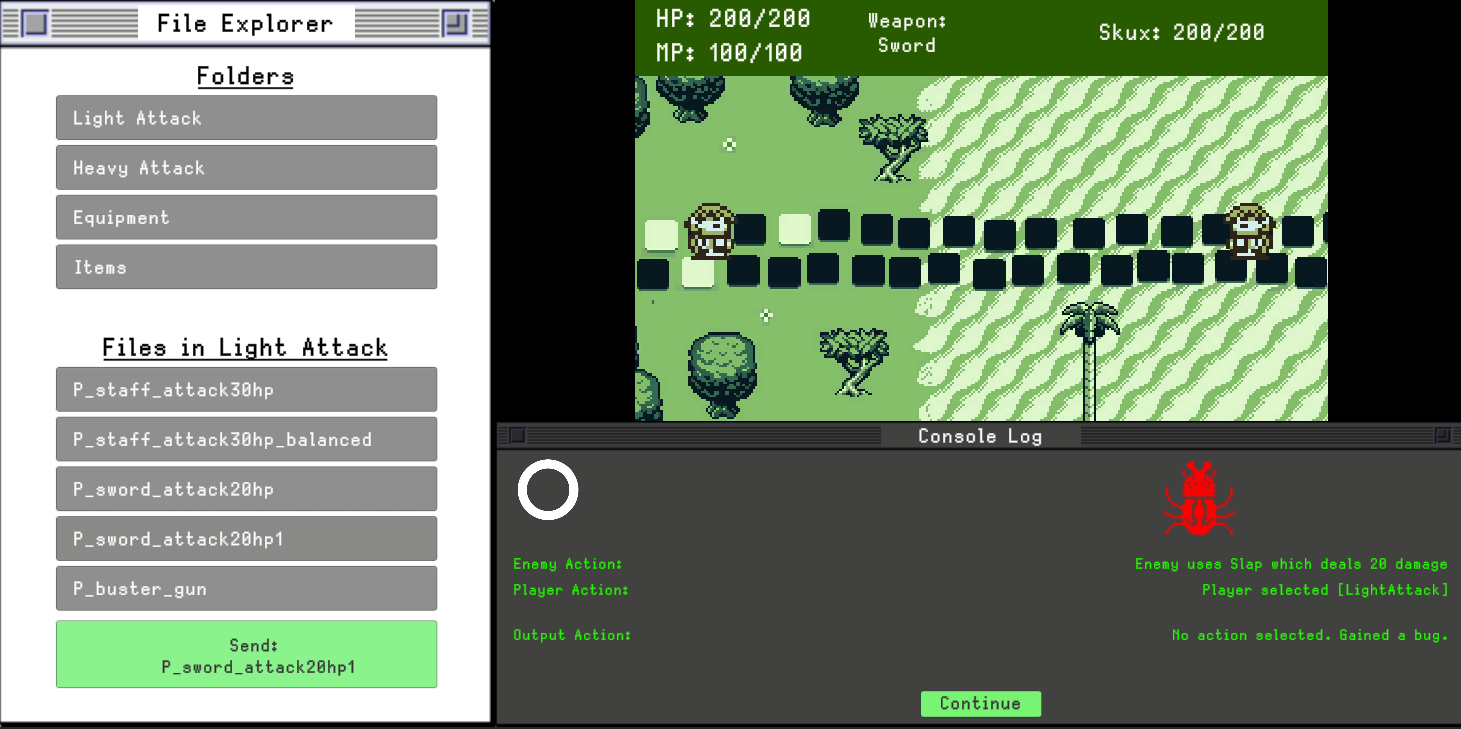 File Explorer
Folders
Light Attack
Heavy Attack
Equipment
Items
Files in Light Attack
P_staff_attack30hp
P_staff_attack30hp_balanced
P_sword_attack20hp
P_sword_attack20hp1
P_buster_gun
Send:
P_sword_attack20hp1
HP: 200/200
MP: 100/100
Weapon:
Sword
Skux: 200/200
Console Log
Enemy Action:
Enemy uses Slap which deals 20 damage
Player Action:
Player selected [LightAttack]
Output Action:
No action selected. Gained a bug.
Continue